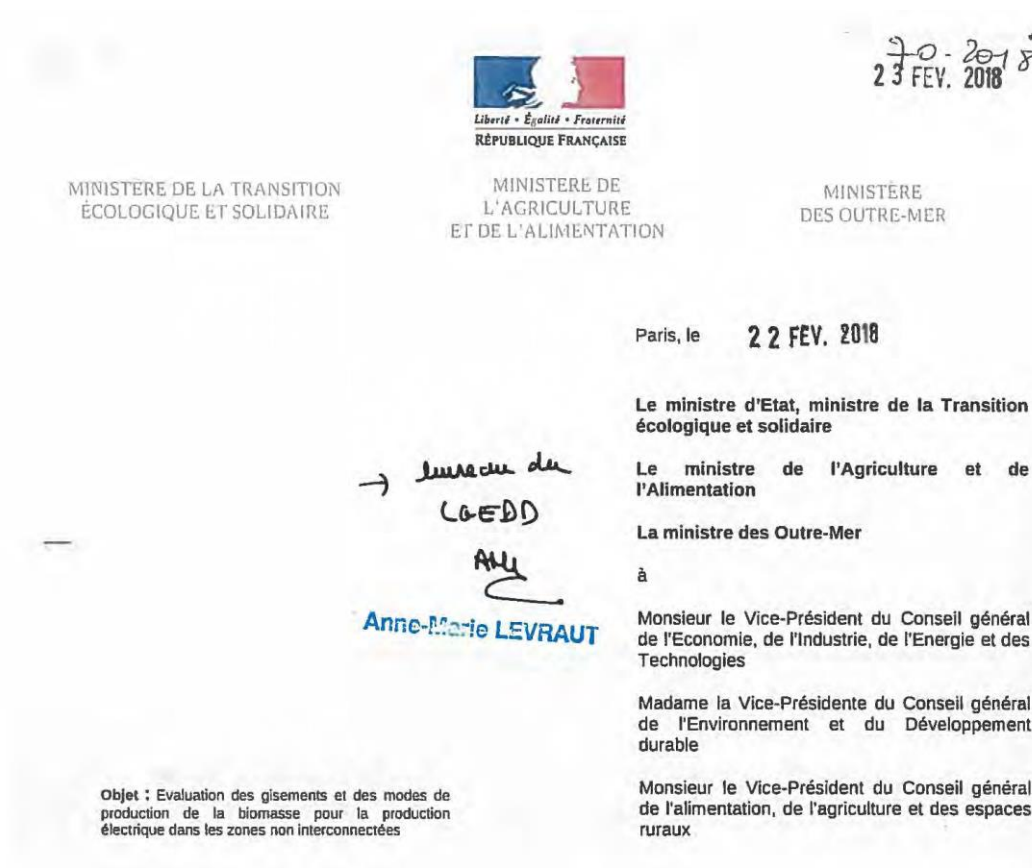 70-2018
23 FEV. 2018
Liberté • Égalité • Fraternité
RÉPUBLIQUE FRANÇAISE
MINISTÈRE DE LA TRANSITION
ÉCOLOGIQUE ET SOLIDAIRE
MINISTERE DE
L'AGRICULTURE
ET DE L'ALIMENTATION
MINISTÈRE
DES OUTRE-MER
Paris, le 22 FEV. 2018
Le ministre d'Etat, ministre de la Transition
écologique et solidaire
Le ministre de l'Agriculture et de
l'Alimentation
La ministre des Outre-Mer
à
→ bureau du
CGEDD
Anne-Marie LEVRAUT
Monsieur le Vice-Président du Conseil général
de l'Economie, de l'Industrie, de l'Energie et des
Technologies
Madame la Vice-Présidente du Conseil général
de l'Environnement et du Développement
durable
Monsieur le Vice-Président du Conseil général
de l'alimentation, de l'agriculture et des espaces
ruraux
Objet : Evaluation des gisements et des modes de
production de la biomasse pour la production
électrique dans les zones non interconnectées